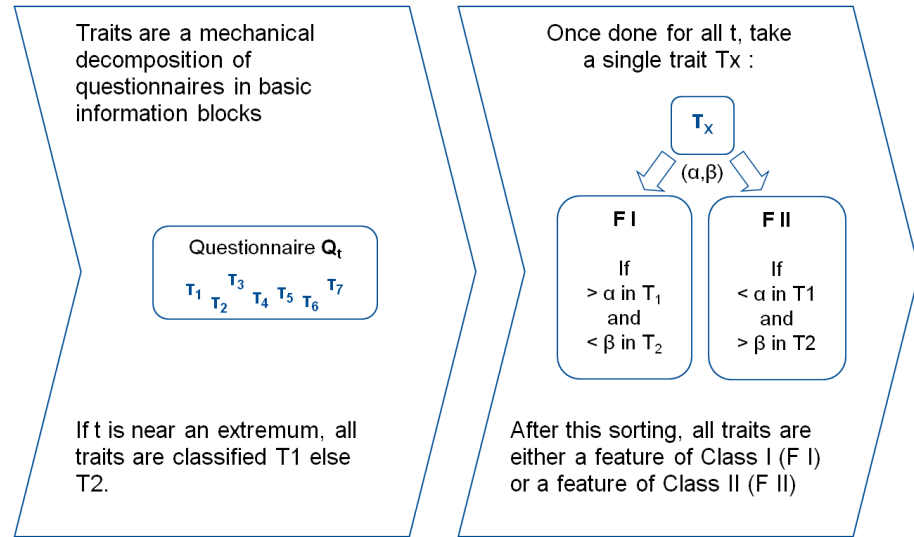 Traits are a mechanical
decomposition of
questionnaires in basic
information blocks
Questionnaire Qt
T1 T2 T3 T4 T5 T6 T7
If t is near an extremum, all
traits are classified T1 else
T2.
Once done for all t, take
a single trait Tx :
TX
(α,β)
F I
If
> α in T1
and
< β in T2
F II
If
< α in T1
and
> β in T2
After this sorting, all traits are
either a feature of Class I (F I)
or a feature of Class II (F II)